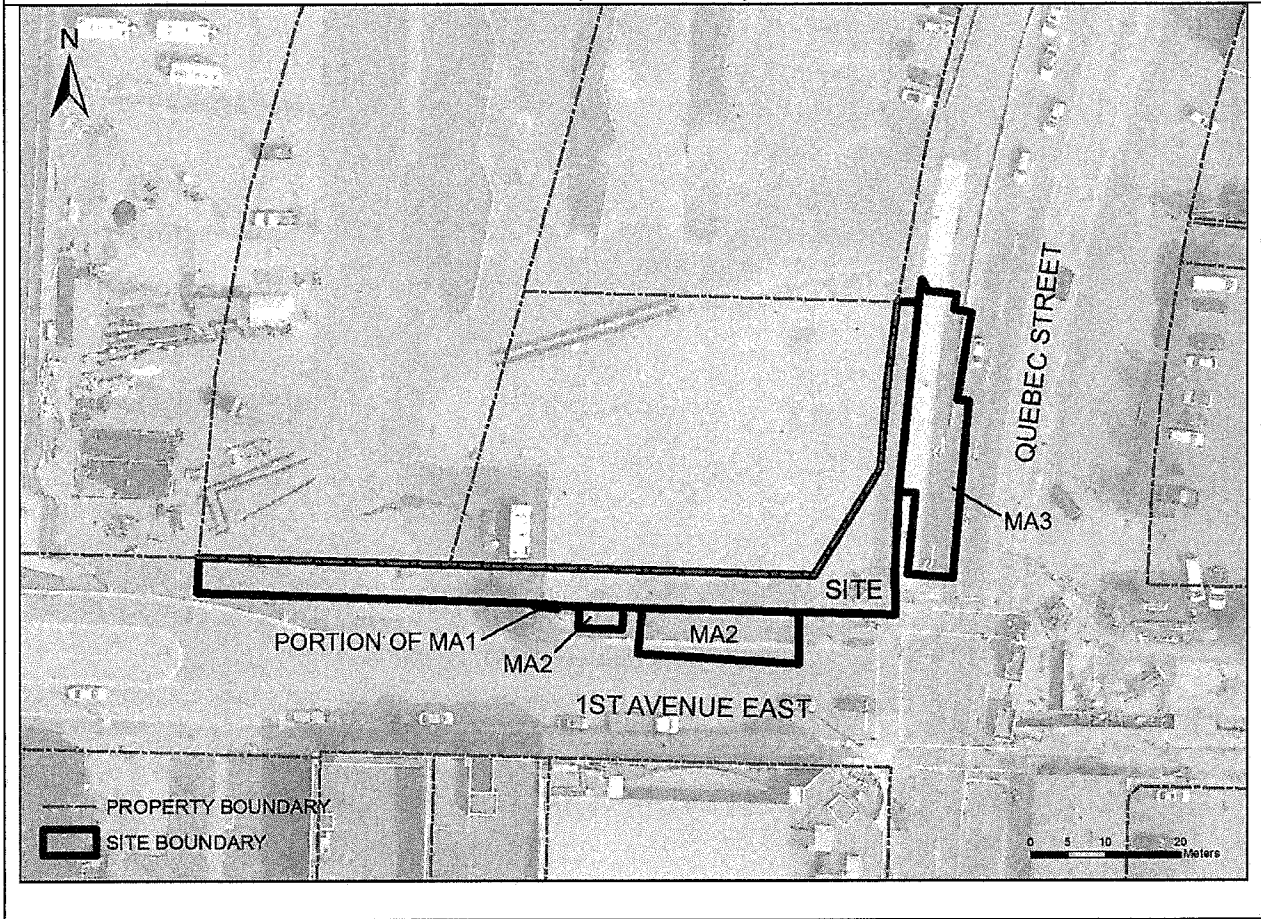 N
QUEBEC STREET
MA3
SITE
PORTION OF MA1
MA2
MA2
1ST AVENUE EAST
PROPERTY BOUNDARY
SITE BOUNDARY
0 5 10 20
Meters